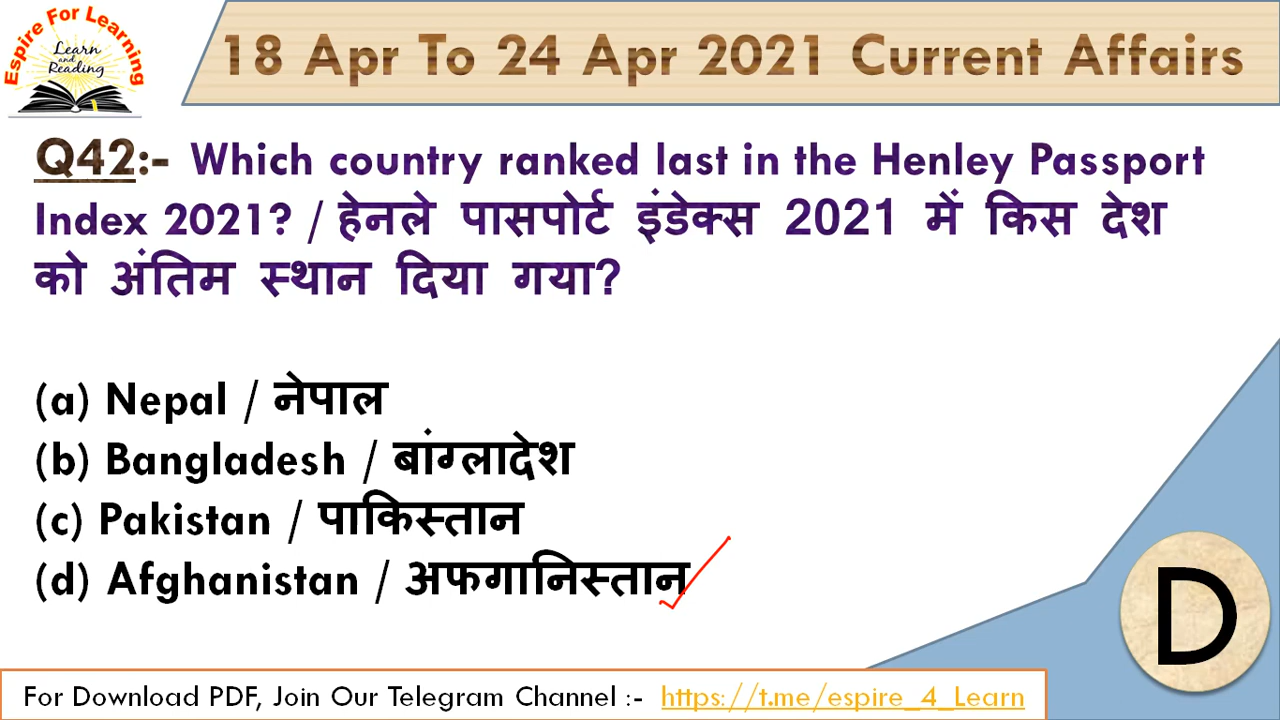 Espire For Learning
Learn
and
Reading
18 Apr To 24 Apr 2021 Current Affairs
Q42:- Which country ranked last in the Henley Passport
Index 2021? / हेनले पासपोर्ट इंडेक्स 2021 में किस देश
को अंतिम स्थान दिया गया?
(a) Nepal / नेपाल
(b) Bangladesh / बांग्लादेश
(c) Pakistan / पाकिस्तान
(d) Afghanistan / अफगानिस्तान
D
For Download PDF, Join Our Telegram Channel :- https://t.me/espire_4_Learn